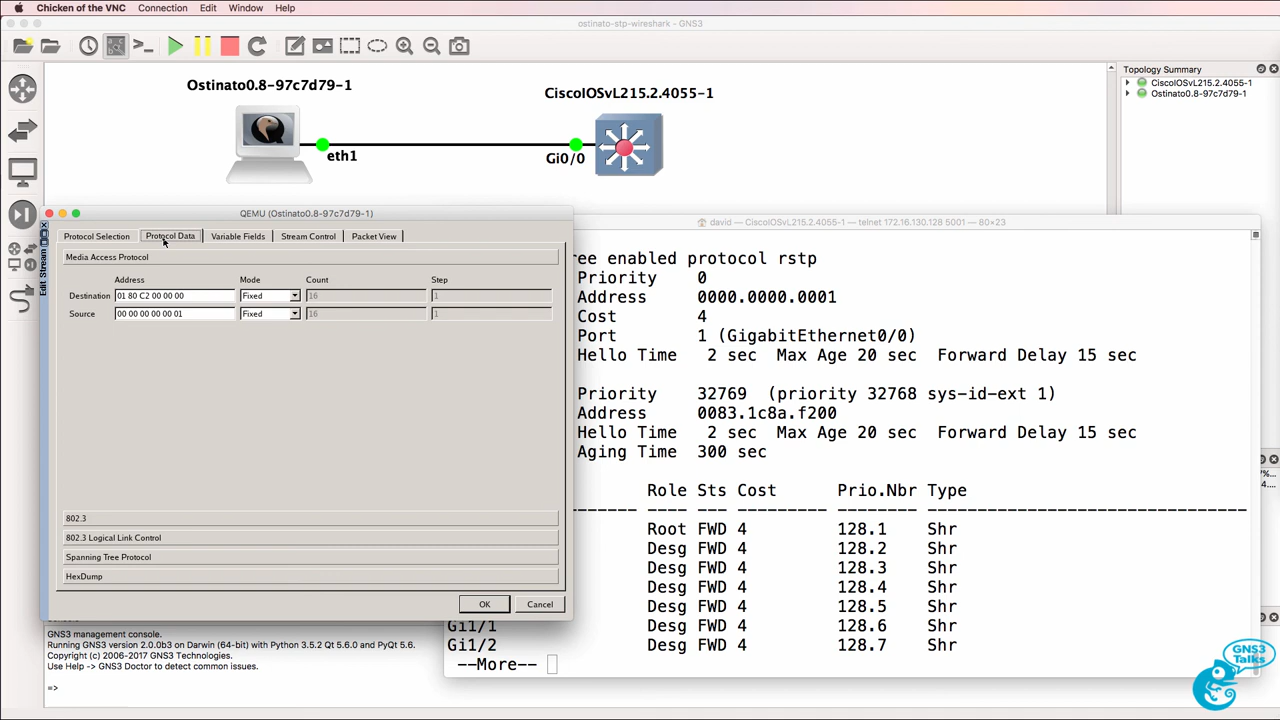 Chicken of the VNC Connection Edit Window Help
ostinato-stp-wireshark - GNS3
Ostinato0.8-97c7d79-1
CiscoIOSvL215.2.4055-1
eth1
Gi0/0
Topology Summary
CiscoIOSvL215.2.4055-1
Ostinato0.8-97c7d79-1
QEMU (Ostinato0.8-97c7d79-1)
Edit Stream
Protocol Selection Protocol Data Variable Fields Stream Control Packet View
Media Access Protocol
Address Mode Count Step
Destination 01 80 C2 00 00 00 Fixed 16 1
Source 00 00 00 00 00 01 Fixed 16 1
802.3
802.3 Logical Link Control
Spanning Tree Protocol
HexDump
OK Cancel
david — CiscoIOSvL215.2.4055-1 — telnet 172.16.130.128 5001 — 80×23
ree enabled protocol rstp
Priority 0
Address 0000.0000.0001
Cost 4
Port 1 (GigabitEthernet0/0)
Hello Time 2 sec Max Age 20 sec Forward Delay 15 sec
Priority 32769 (priority 32768 sys-id-ext 1)
Address 0083.1c8a.f200
Hello Time 2 sec Max Age 20 sec Forward Delay 15 sec
Aging Time 300 sec
Role Sts Cost Prio.Nbr Type
----- ---- --- --------- -------- --------------------------------
Root FWD 4 128.1 Shr
Desg FWD 4 128.2 Shr
Desg FWD 4 128.3 Shr
Desg FWD 4 128.4 Shr
Desg FWD 4 128.5 Shr
Gi1/1 Desg FWD 4 128.6 Shr
Gi1/2 Desg FWD 4 128.7 Shr
--More--
GNS3 management console.
Running GNS3 version 2.0.0b3 on Darwin (64-bit) with Python 3.5.2 Qt 5.6.0 and PyQt 5.6.
Copyright (c) 2006-2017 GNS3 Technologies.
Use Help -> GNS3 Doctor to detect common issues.
=>
GNS3
Talks